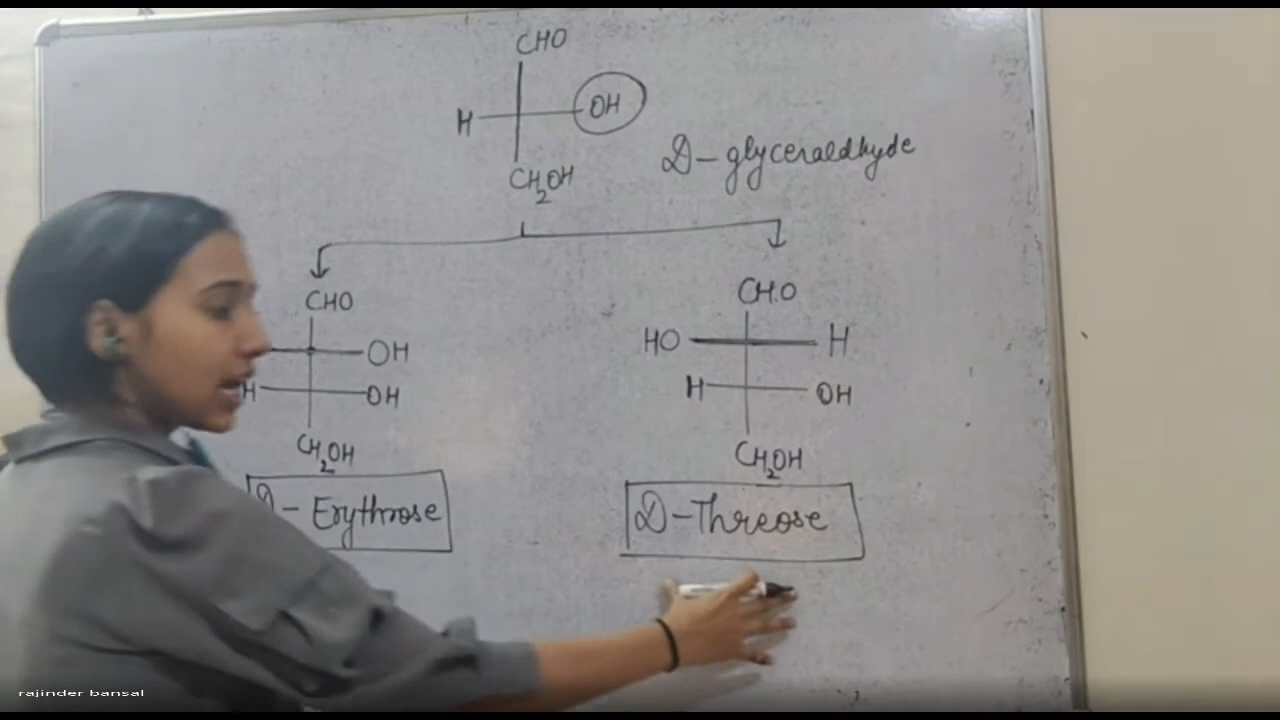 CHO
H OH
CH2OH
D-glyceraldhyde
CHO
OH
H OH
CH2OH
D-Erythrose
CHO
HO H
H OH
CH2OH
D-Threose
rajinder bansal